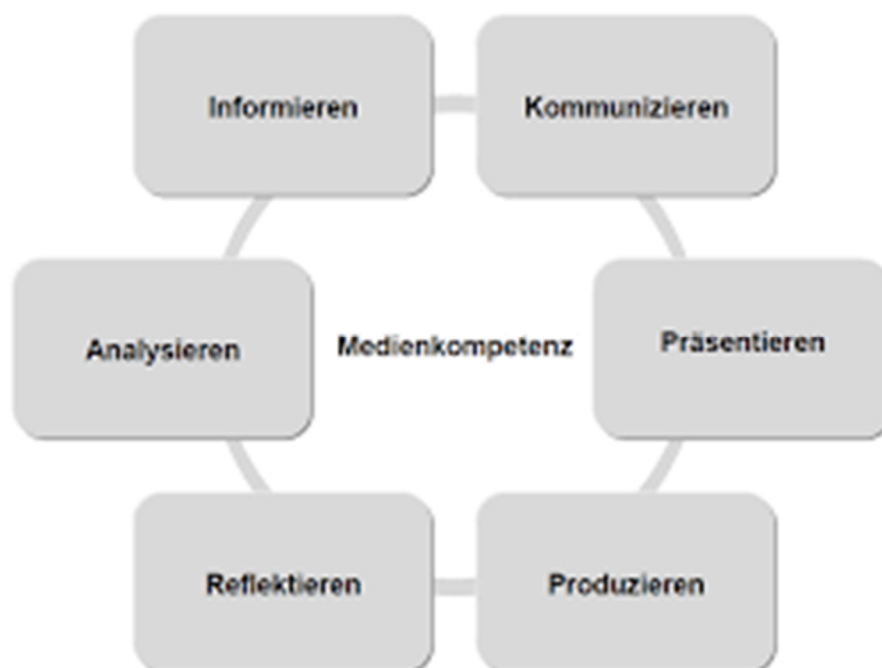 Informieren
Kommunizieren
Analysieren
Medienkompetenz
Präsentieren
Reflektieren
Produzieren